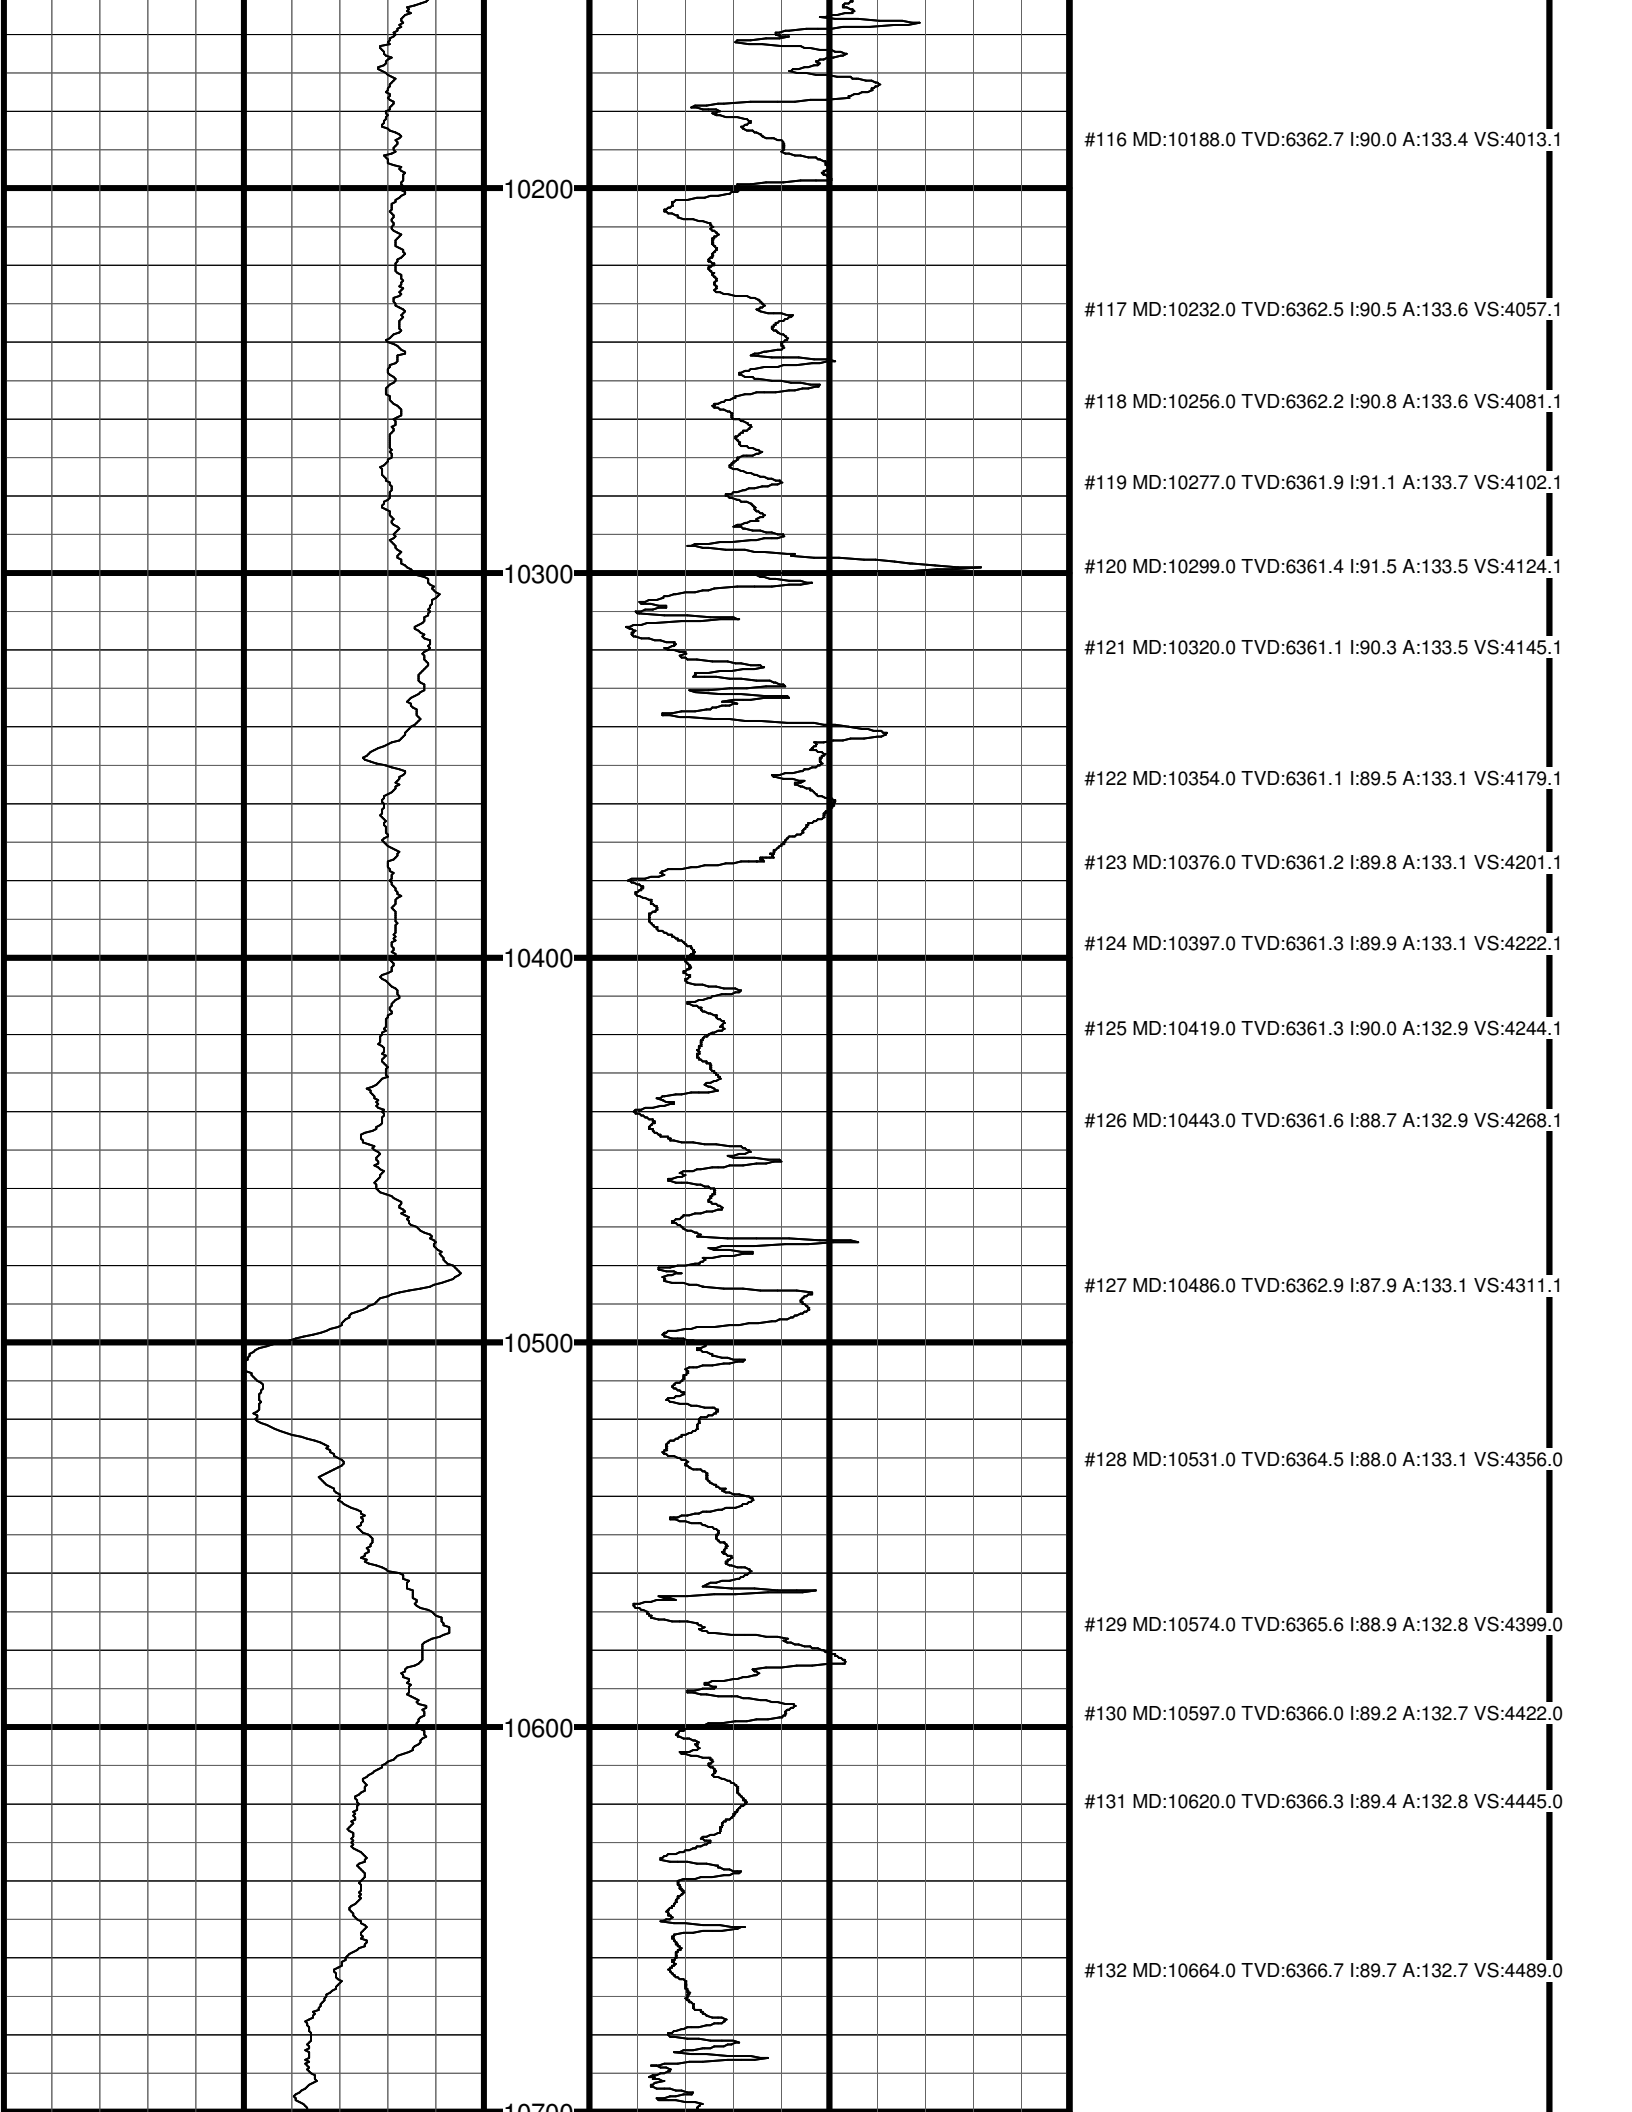 #116 MD:10188.0 TVD:6362.7 I:90.0 A:133.4 VS:4013.1
10200
#117 MD:10232.0 TVD:6362.5 I:90.5 A:133.6 VS:4057.1
#118 MD:10256.0 TVD:6362.2 I:90.8 A:133.6 VS:4081.1
#119 MD:10277.0 TVD:6361.9 I:91.1 A:133.7 VS:4102.1
#120 MD:10299.0 TVD:6361.4 I:91.5 A:133.5 VS:4124.1
10300
#121 MD:10320.0 TVD:6361.1 I:90.3 A:133.5 VS:4145.1
#122 MD:10354.0 TVD:6361.1 I:89.5 A:133.1 VS:4179.1
#123 MD:10376.0 TVD:6361.2 I:89.8 A:133.1 VS:4201.1
#124 MD:10397.0 TVD:6361.3 I:89.9 A:133.1 VS:4222.1
10400
#125 MD:10419.0 TVD:6361.3 I:90.0 A:132.9 VS:4244.1
#126 MD:10443.0 TVD:6361.6 I:88.7 A:132.9 VS:4268.1
#127 MD:10486.0 TVD:6362.9 I:87.9 A:133.1 VS:4311.1
10500
#128 MD:10531.0 TVD:6364.5 I:88.0 A:133.1 VS:4356.0
#129 MD:10574.0 TVD:6365.6 I:88.9 A:132.8 VS:4399.0
#130 MD:10597.0 TVD:6366.0 I:89.2 A:132.7 VS:4422.0
10600
#131 MD:10620.0 TVD:6366.3 I:89.4 A:132.8 VS:4445.0
#132 MD:10664.0 TVD:6366.7 I:89.7 A:132.7 VS:4489.0
10700